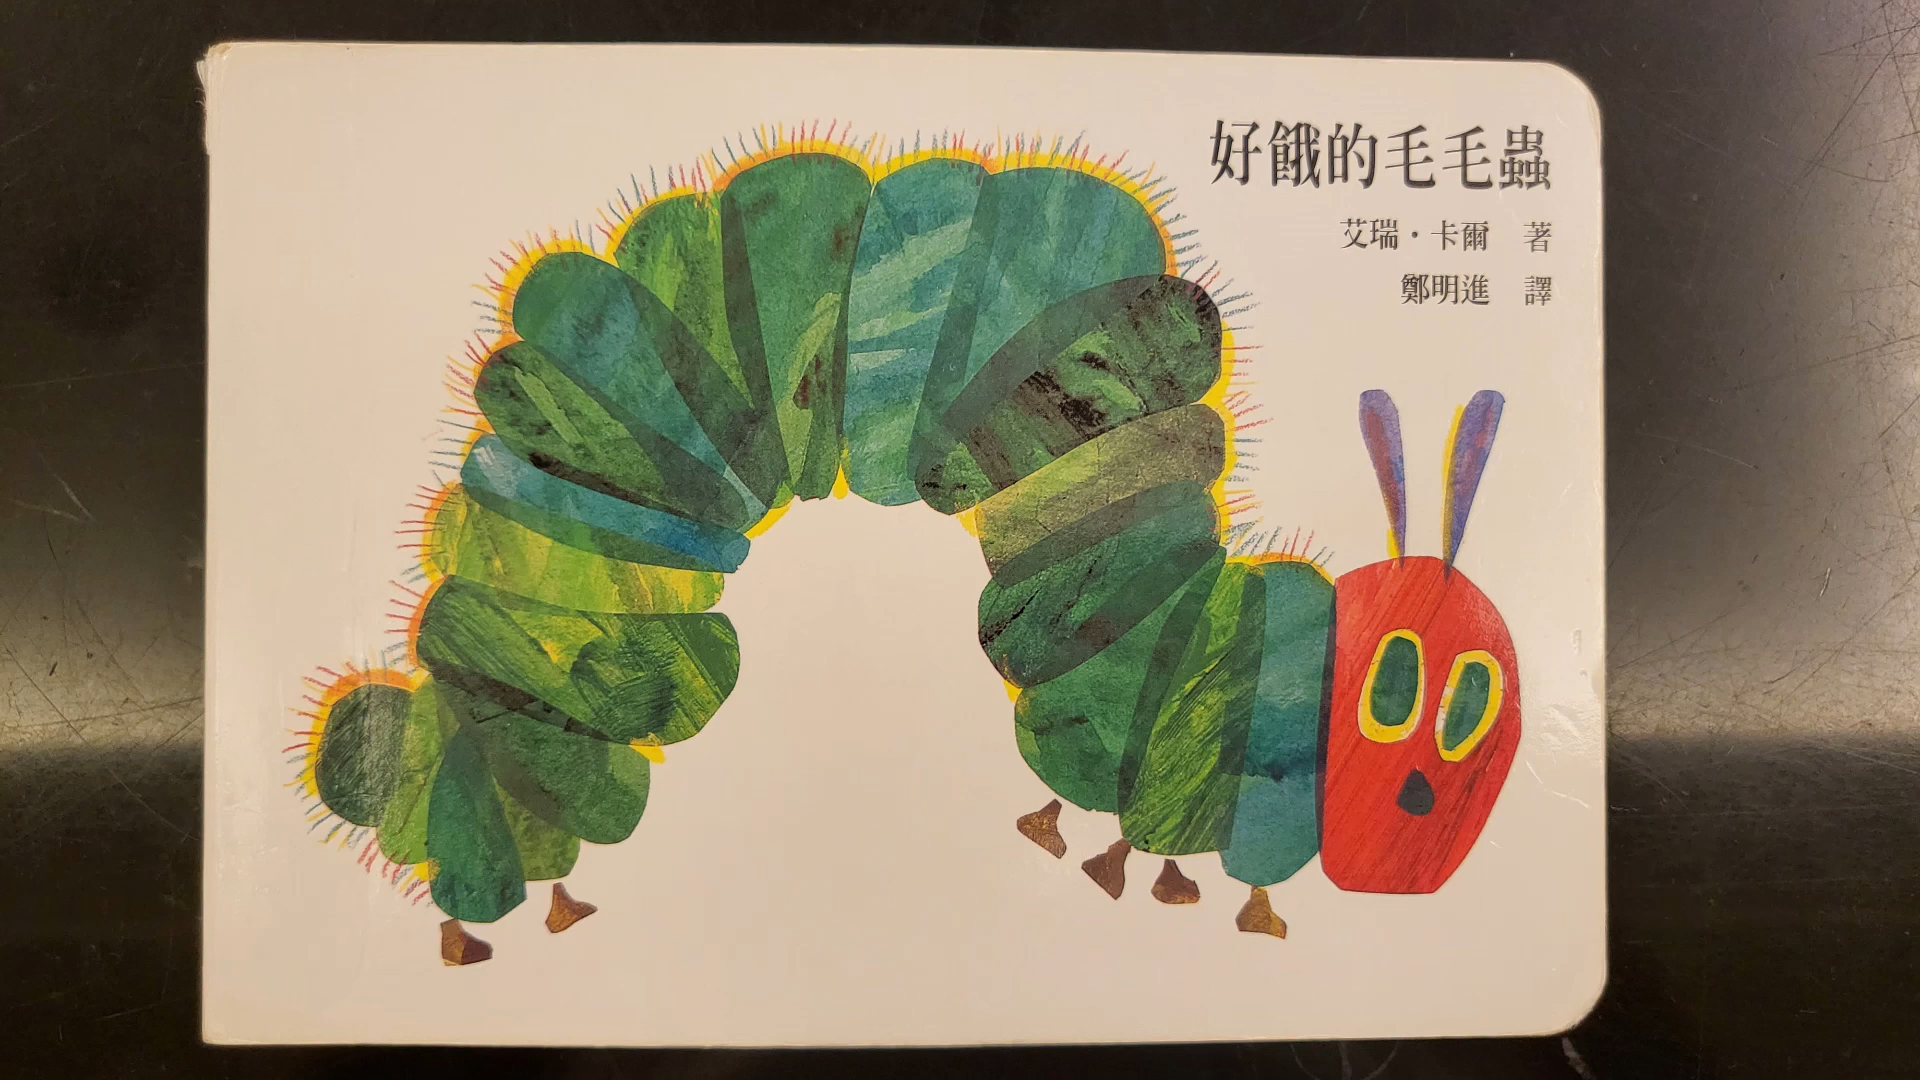 好餓的毛毛蟲
艾瑞・卡爾 著
鄭明進 譯